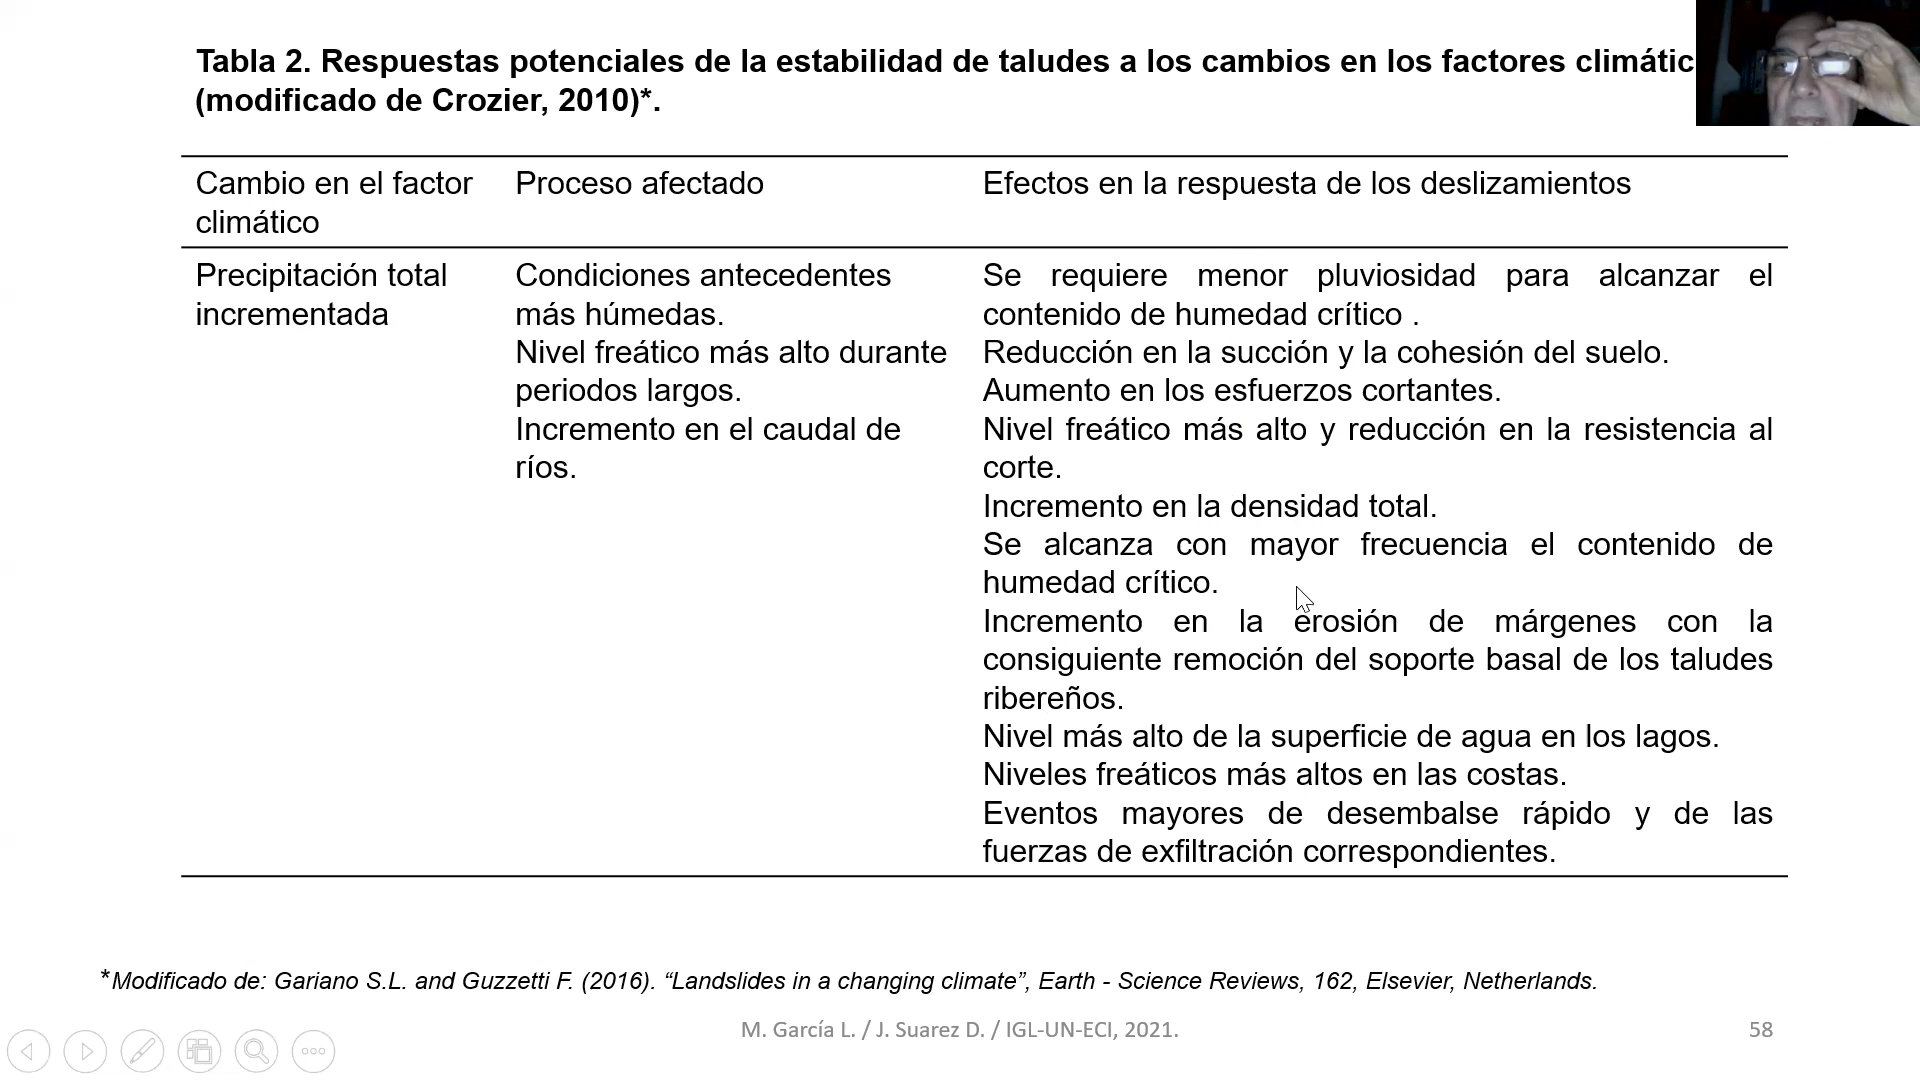 Tabla 2. Respuestas potenciales de la estabilidad de taludes a los cambios en los factores climátic
(modificado de Crozier, 2010)*.
Cambio en el factor
climático
Proceso afectado
Efectos en la respuesta de los deslizamientos
Precipitación total
incrementada
Condiciones antecedentes
más húmedas.
Nivel freático más alto durante
periodos largos.
Incremento en el caudal de
ríos.
Se requiere menor pluviosidad para alcanzar el
contenido de humedad crítico .
Reducción en la succión y la cohesión del suelo.
Aumento en los esfuerzos cortantes.
Nivel freático más alto y reducción en la resistencia al
corte.
Incremento en la densidad total.
Se alcanza con mayor frecuencia el contenido de
humedad crítico.
Incremento en la erosión de márgenes con la
consiguiente remoción del soporte basal de los taludes
ribereños.
Nivel más alto de la superficie de agua en los lagos.
Niveles freáticos más altos en las costas.
Eventos mayores de desembalse rápido y de las
fuerzas de exfiltración correspondientes.
*Modificado de: Gariano S.L. and Guzzetti F. (2016). “Landslides in a changing climate”, Earth - Science Reviews, 162, Elsevier, Netherlands.
M. García L. / J. Suarez D. / IGL-UN-ECI, 2021.
58